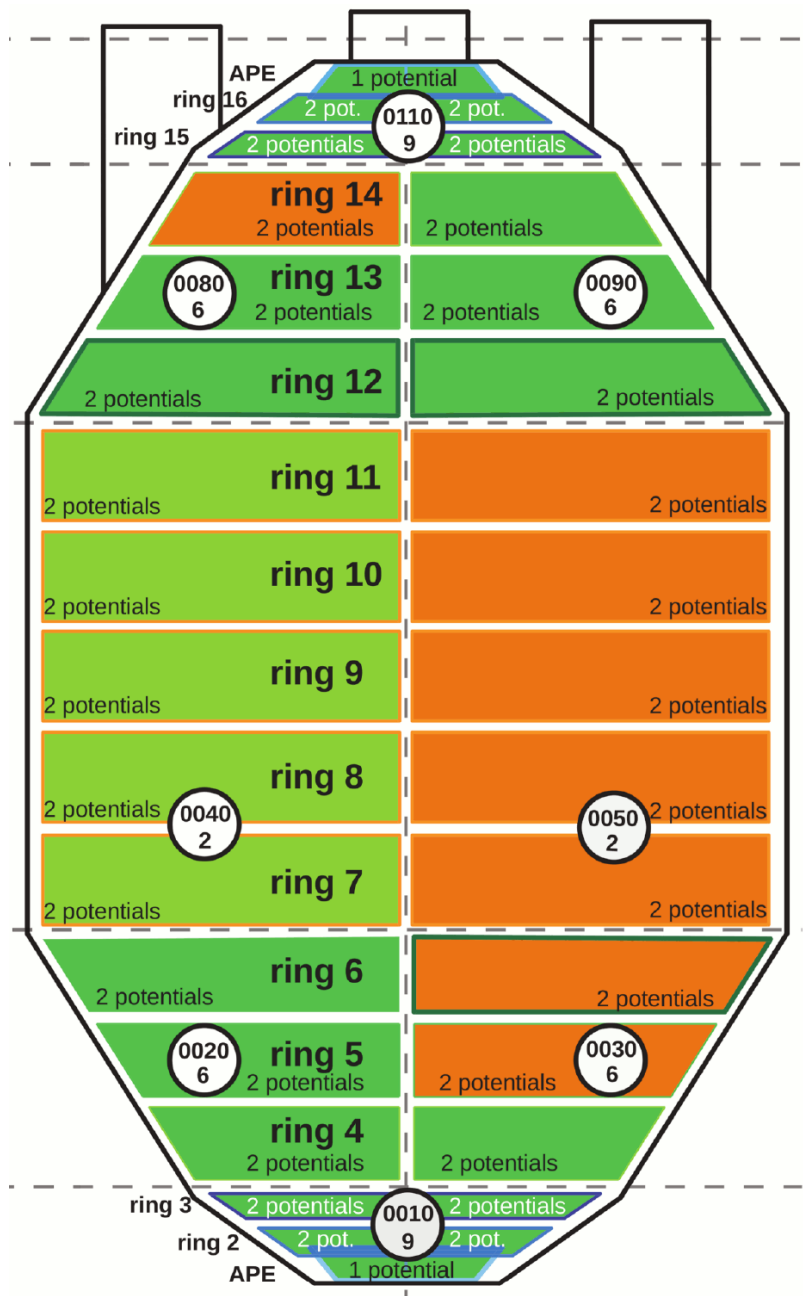 APE
1 potential
ring 16
2 pot. 2 pot.
0110
9
ring 15
2 potentials 2 potentials
ring 14
2 potentials 2 potentials
ring 13
0080
6
0090
6
2 potentials 2 potentials
ring 12
2 potentials 2 potentials
ring 11
2 potentials 2 potentials
ring 10
2 potentials 2 potentials
ring 9
2 potentials 2 potentials
ring 8
2 potentials 2 potentials
0040
2
0050
2
ring 7
2 potentials 2 potentials
ring 6
2 potentials 2 potentials
0020
6
ring 5
0030
6
2 potentials 2 potentials
ring 4
2 potentials 2 potentials
ring 3
2 potentials 2 potentials
0010
9
ring 2
2 pot. 2 pot.
APE
1 potential